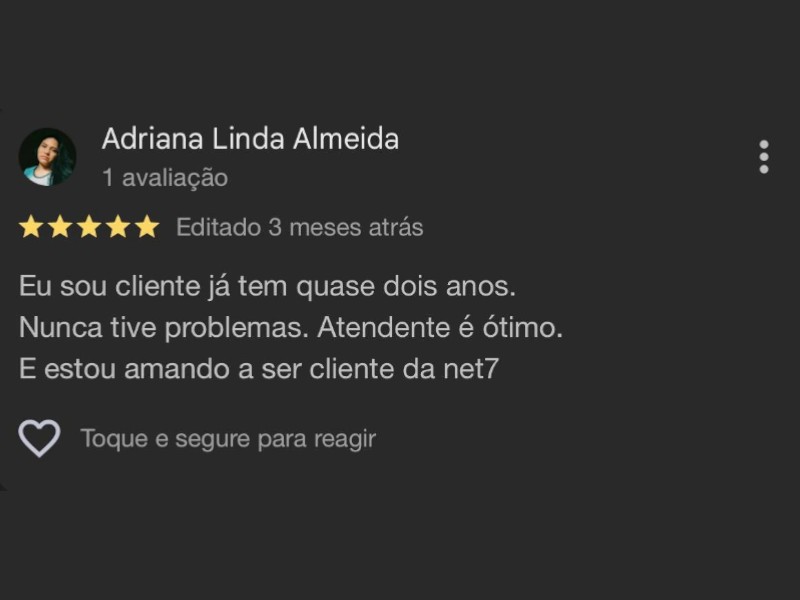 Adriana Linda Almeida
1 avaliação
Editado 3 meses atrás
Eu sou cliente já tem quase dois anos.
Nunca tive problemas. Atendente é ótimo.
E estou amando a ser cliente da net7
Toque e segure para reagir